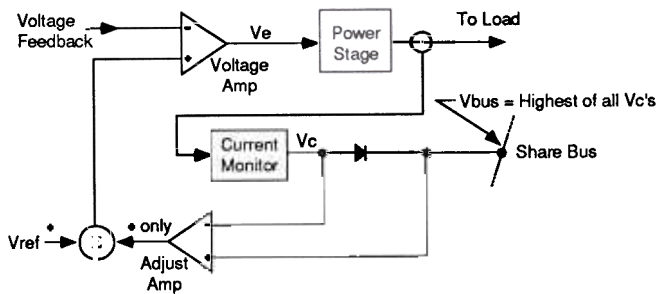 Voltage
Feedback
Ve
Voltage
Amp
Power
Stage
To Load
Vbus = Highest of all Vc's
Current
Monitor
Vc
Share Bus
Vref
only
Adjust
Amp